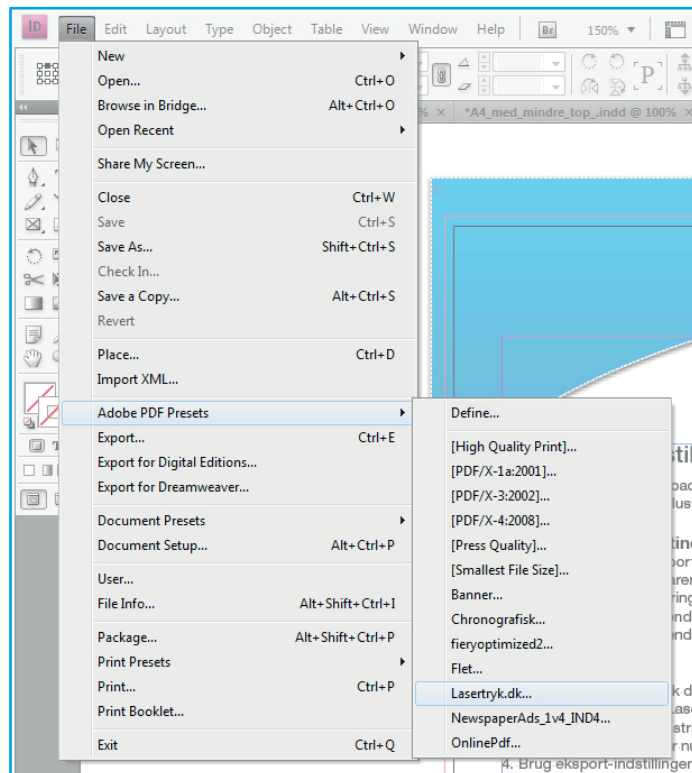 ID File Edit Layout Type Object Table View Window Help Br 150%
New
Open... Ctrl+O
Browse in Bridge... Alt+Ctrl+O
Open Recent
% × *A4_med_mindre_top_.indd @ 100% ×
Share My Screen...
Close Ctrl+W
Save Ctrl+S
Save As... Shift+Ctrl+S
Check In...
Save a Copy... Alt+Ctrl+S
Revert
Place... Ctrl+D
Import XML...
Adobe PDF Presets
Export... Ctrl+E
Export for Digital Editions...
Export for Dreamweaver...
Document Presets
Document Setup... Alt+Ctrl+P
User...
File Info... Alt+Shift+Ctrl+I
Package... Alt+Shift+Ctrl+P
Print Presets
Print... Ctrl+P
Print Booklet...
Exit Ctrl+Q
Define...
[High Quality Print]...
[PDF/X-1a:2001]...
[PDF/X-3:2002]...
[PDF/X-4:2008]...
[Press Quality]...
[Smallest File Size]...
Banner...
Chronografisk...
fieryoptimized2...
Flet...
Lasertryk.dk...
NewspaperAds_1v4_IND4...
OnlinePdf...
4. Brug eksport-indstillinger